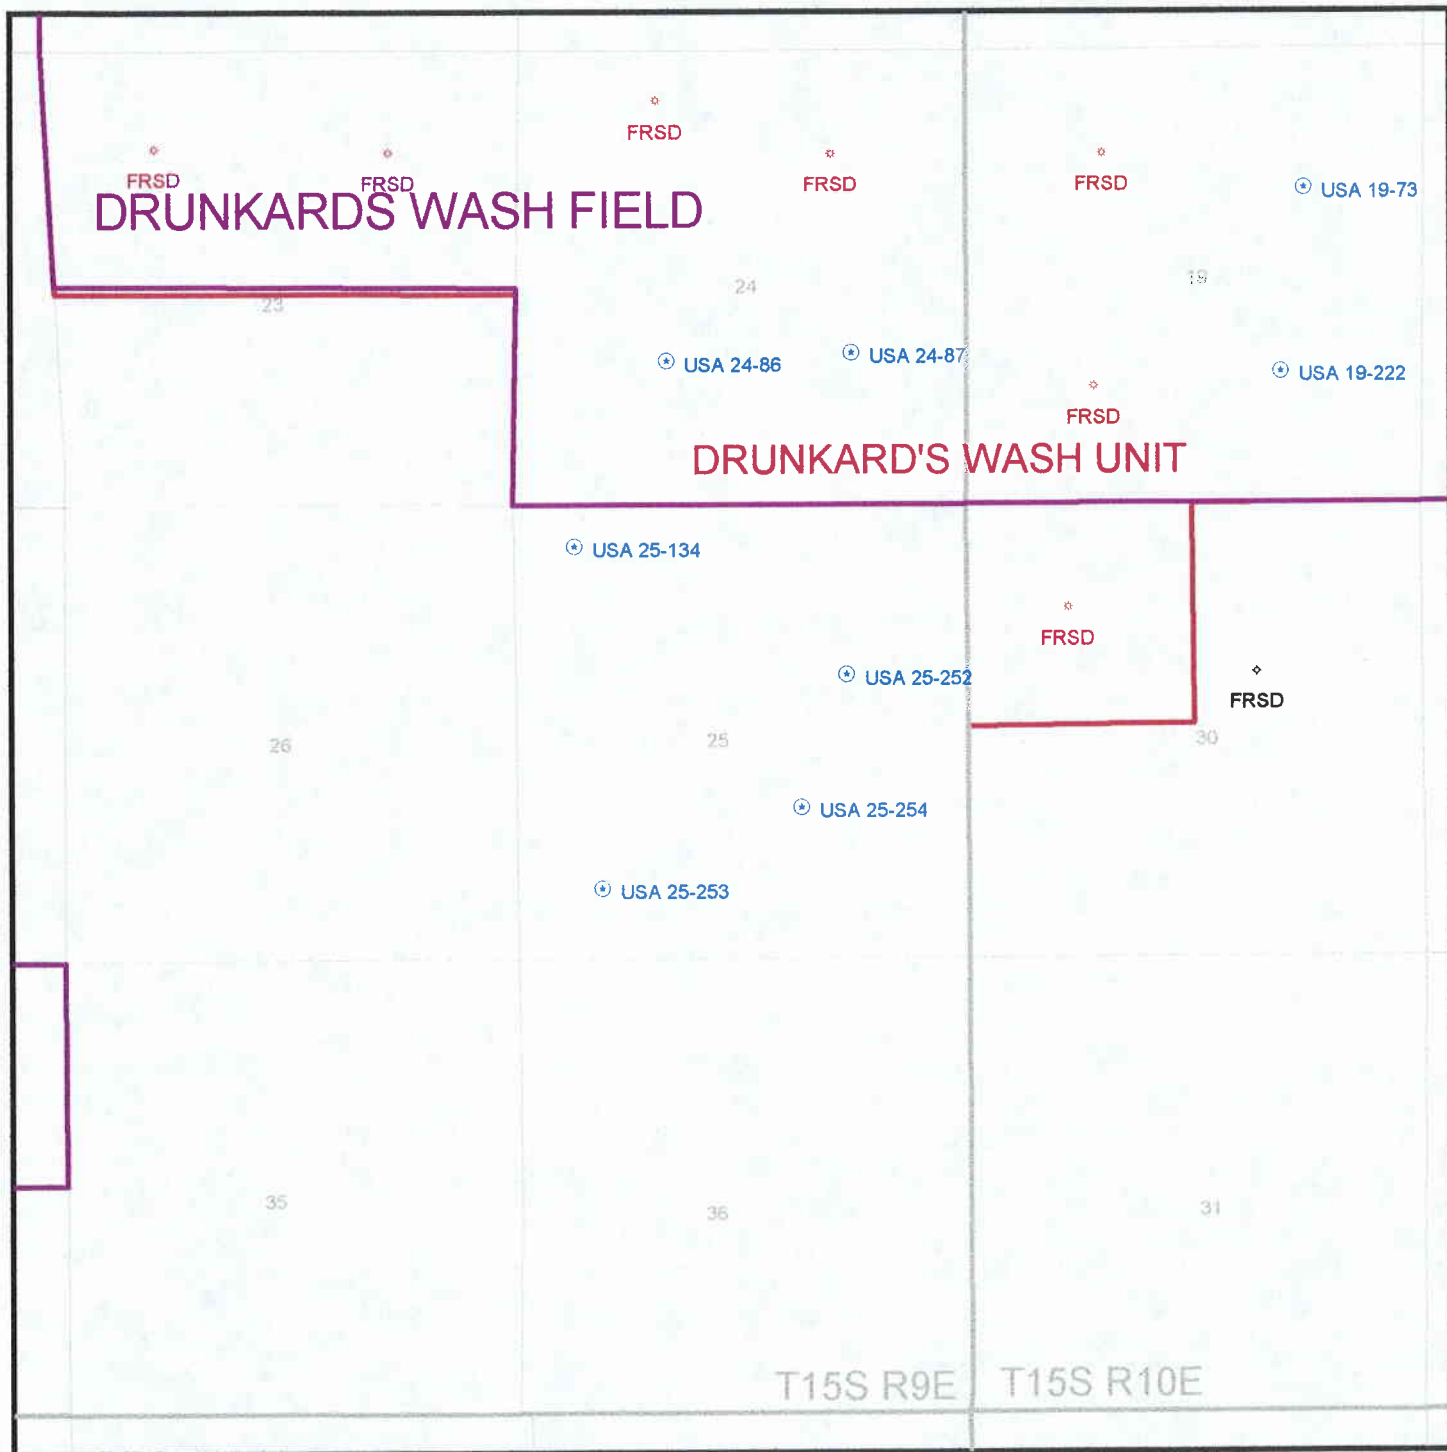 FRSD
FRSD
FRSD
FRSD
FRSD
USA 19-73
DRUNKARDS WASH FIELD
23
24
19
USA 24-86
USA 24-87
USA 19-222
FRSD
DRUNKARD'S WASH UNIT
USA 25-134
FRSD
USA 25-252
FRSD
26
25
30
USA 25-254
USA 25-253
35
36
31
T15S R9E
T15S R10E